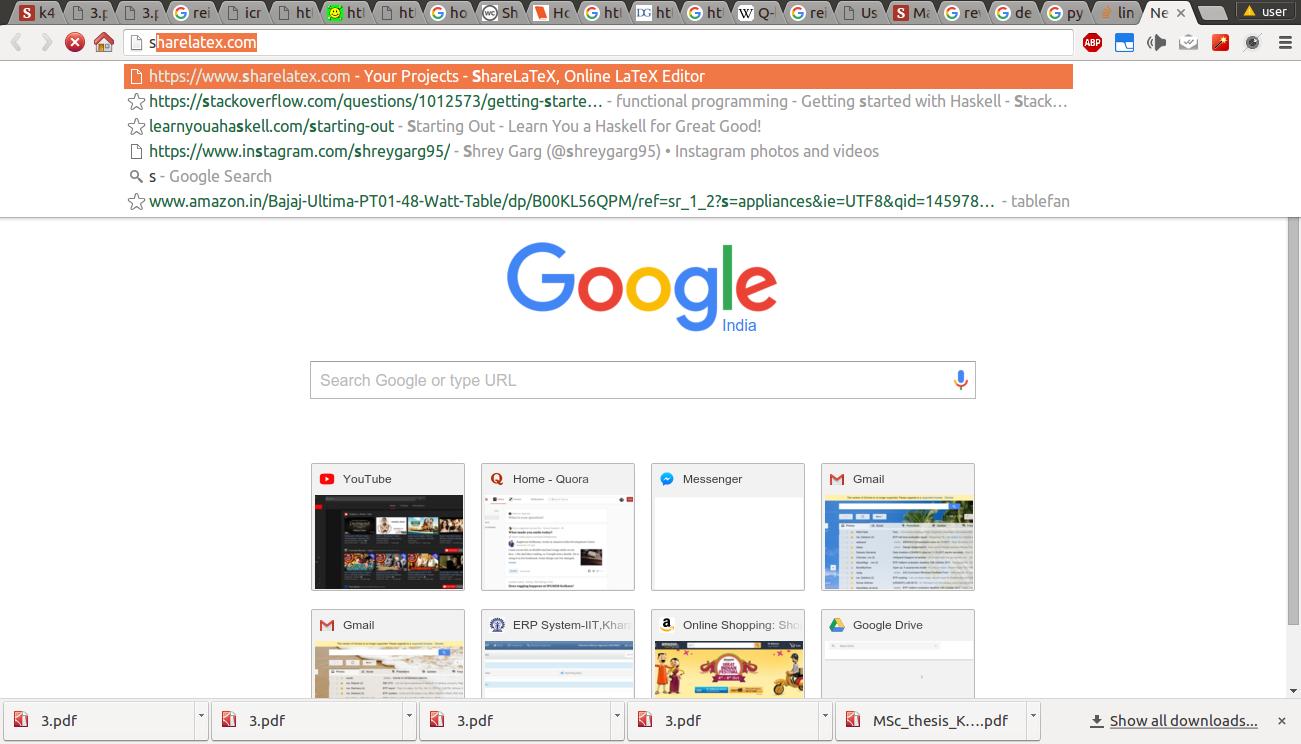 k4
3.p
3.p
rei
icr
ht
ht
ht
ho
Sh
Ho
htt
htt
htt
Q-
rei
Us
Ma
rev
de
py
lin
Ne
user
sharelatex.com
ABP
https://www.sharelatex.com - Your Projects - ShareLaTeX, Online LaTeX Editor
https://stackoverflow.com/questions/1012573/getting-starte… - functional programming - Getting started with Haskell - Stack…
learnyouahaskell.com/starting-out - Starting Out - Learn You a Haskell for Great Good!
https://www.instagram.com/shreygarg95/ - Shrey Garg (@shreygarg95) • Instagram photos and videos
s - Google Search
www.amazon.in/Bajaj-Ultima-PT01-48-Watt-Table/dp/B00KL56QPM/ref=sr_1_2?s=appliances&ie=UTF8&qid=145978… - tablefan
Google
India
Search Google or type URL
YouTube
Home - Quora
Messenger
Gmail
Gmail
ERP System-IIT,Khar
Online Shopping: Sho
Google Drive
3.pdf
3.pdf
3.pdf
3.pdf
MSc_thesis_K….pdf
Show all downloads...